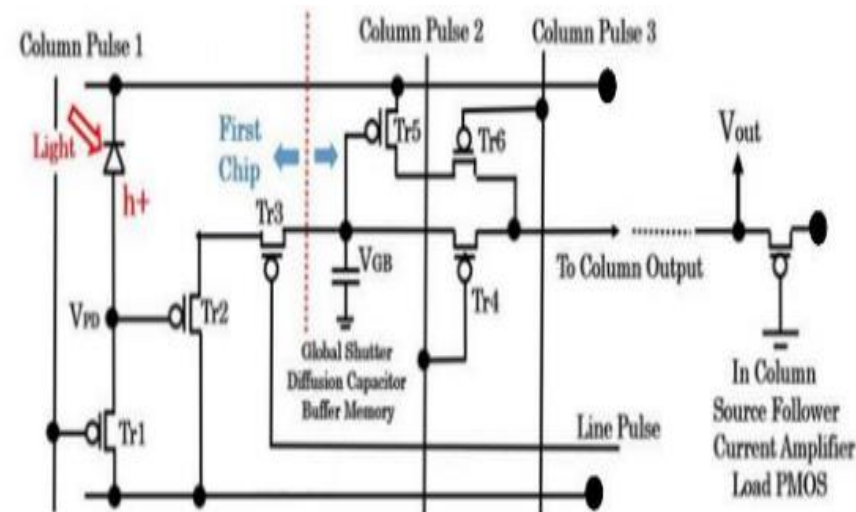 Column Pulse 1
Column Pulse 2
Column Pulse 3
Light
h+
First
Chip
Tr5
Tr6
Vout
Tr3
VGB
VPD
Tr2
Tr4
To Column Output
Global Shutter
Diffusion Capacitor
Buffer Memory
Tr1
Line Pulse
In Column
Source Follower
Current Amplifier
Load PMOS